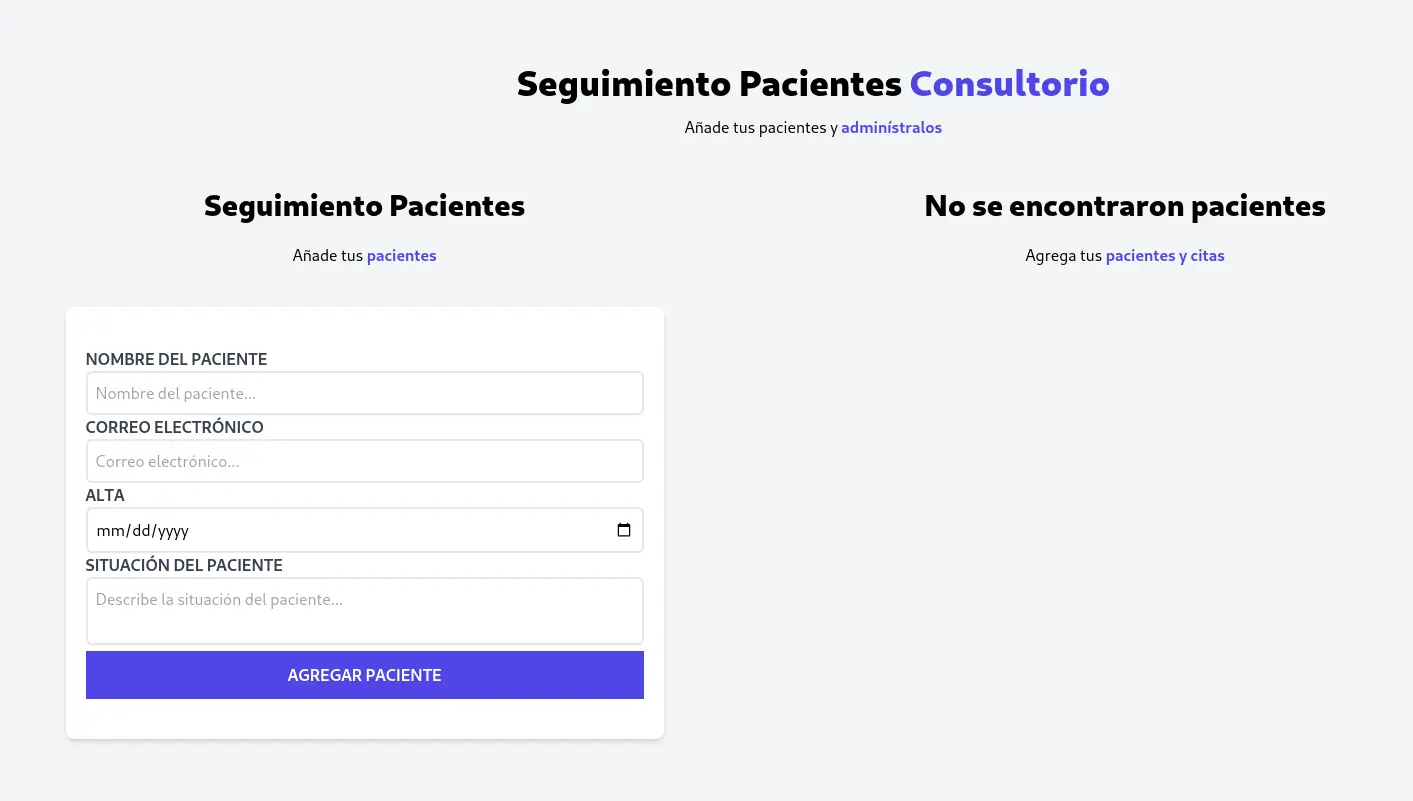 Seguimiento Pacientes Consultorio
Añade tus pacientes y adminístralos
Seguimiento Pacientes
Añade tus pacientes
NOMBRE DEL PACIENTE
Nombre del paciente...
CORREO ELECTRÓNICO
Correo electrónico...
ALTA
mm/dd/yyyy
SITUACIÓN DEL PACIENTE
Describe la situación del paciente...
AGREGAR PACIENTE
No se encontraron pacientes
Agrega tus pacientes y citas